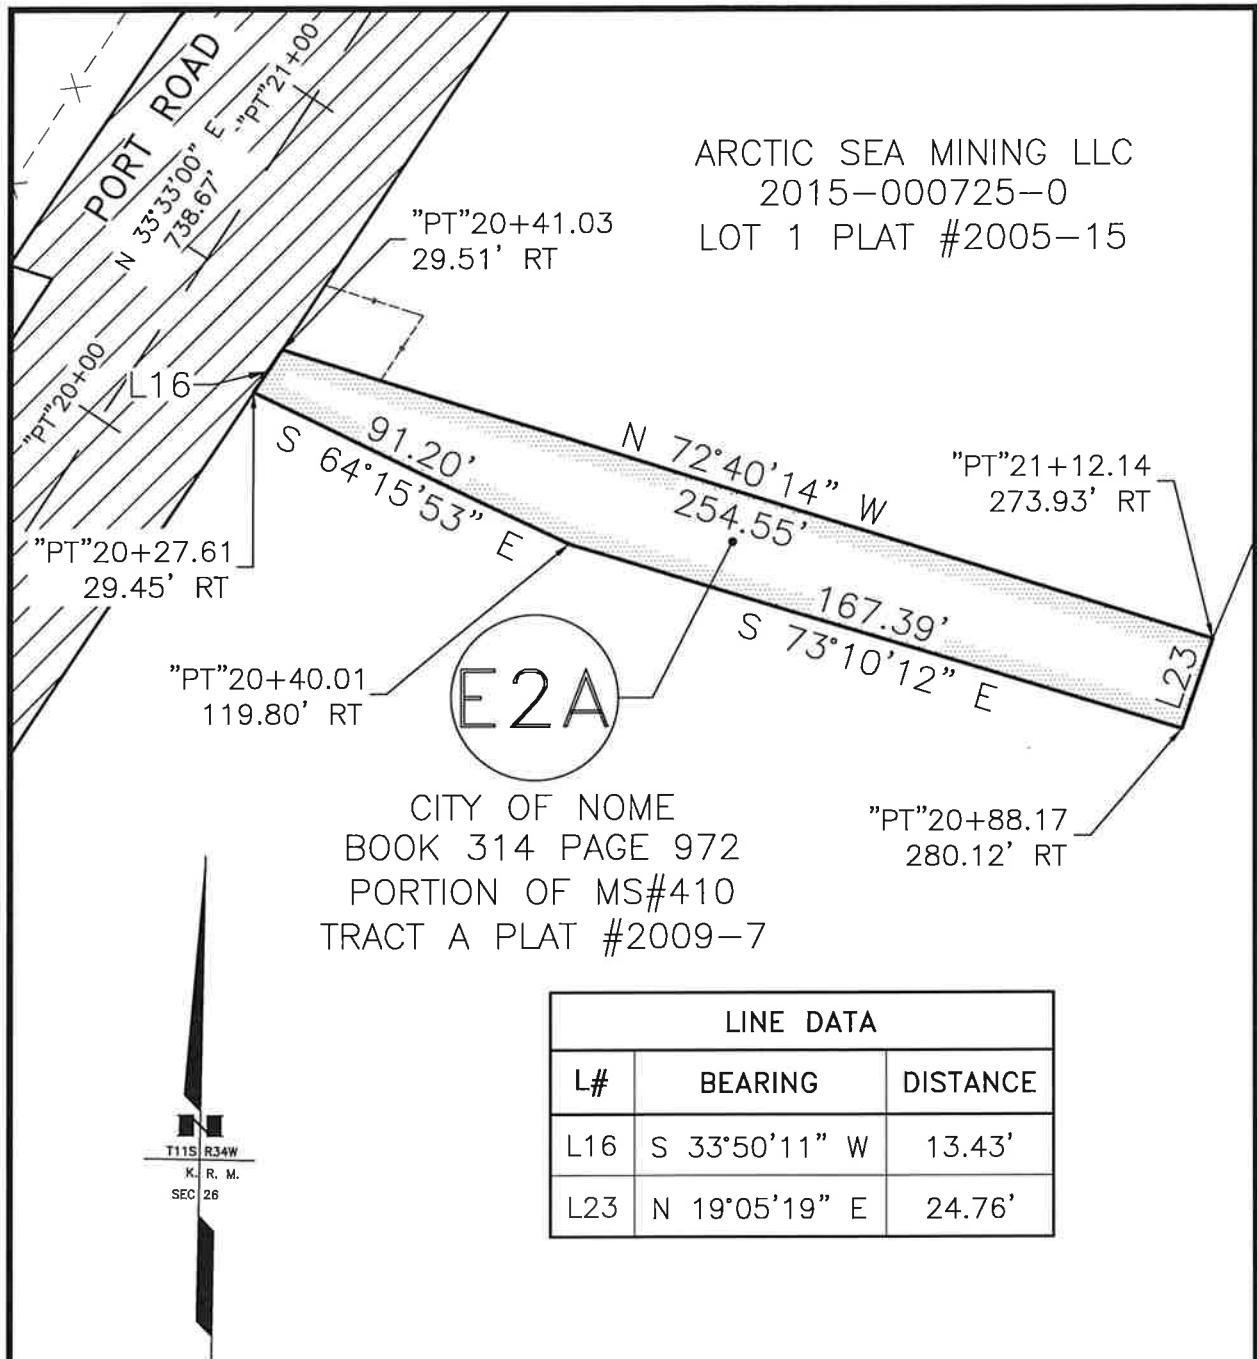 PORT ROAD
N 33°33'00" E
738.67'
"PT"21+00
"PT"20+00
ARCTIC SEA MINING LLC
2015-000725-0
LOT 1 PLAT #2005-15
"PT"20+41.03
29.51' RT
L16
91.20'
S 64°15'53" E
N 72°40'14" W
254.55'
"PT"21+12.14
273.93' RT
"PT"20+27.61
29.45' RT
167.39'
S 73°10'12" E
L23
"PT"20+40.01
119.80' RT
E2A
"PT"20+88.17
280.12' RT
CITY OF NOME
BOOK 314 PAGE 972
PORTION OF MS#410
TRACT A PLAT #2009-7
N
T11S R34W
K. R. M.
SEC 26
LINE DATA
L# BEARING DISTANCE
L16 S 33°50'11" W 13.43'
L23 N 19°05'19" E 24.76'